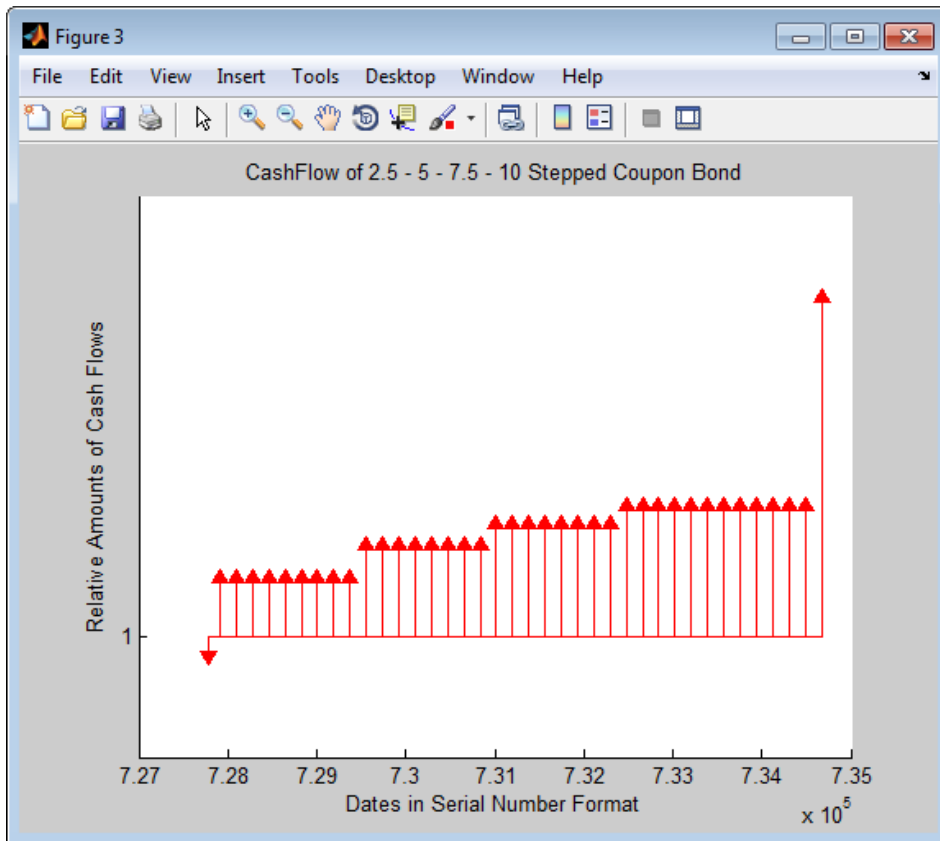 Figure 3
File Edit View Insert Tools Desktop Window Help
CashFlow of 2.5 - 5 - 7.5 - 10 Stepped Coupon Bond
Relative Amounts of Cash Flows
1
7.27 7.28 7.29 7.3 7.31 7.32 7.33 7.34 7.35
Dates in Serial Number Format
x 10^5